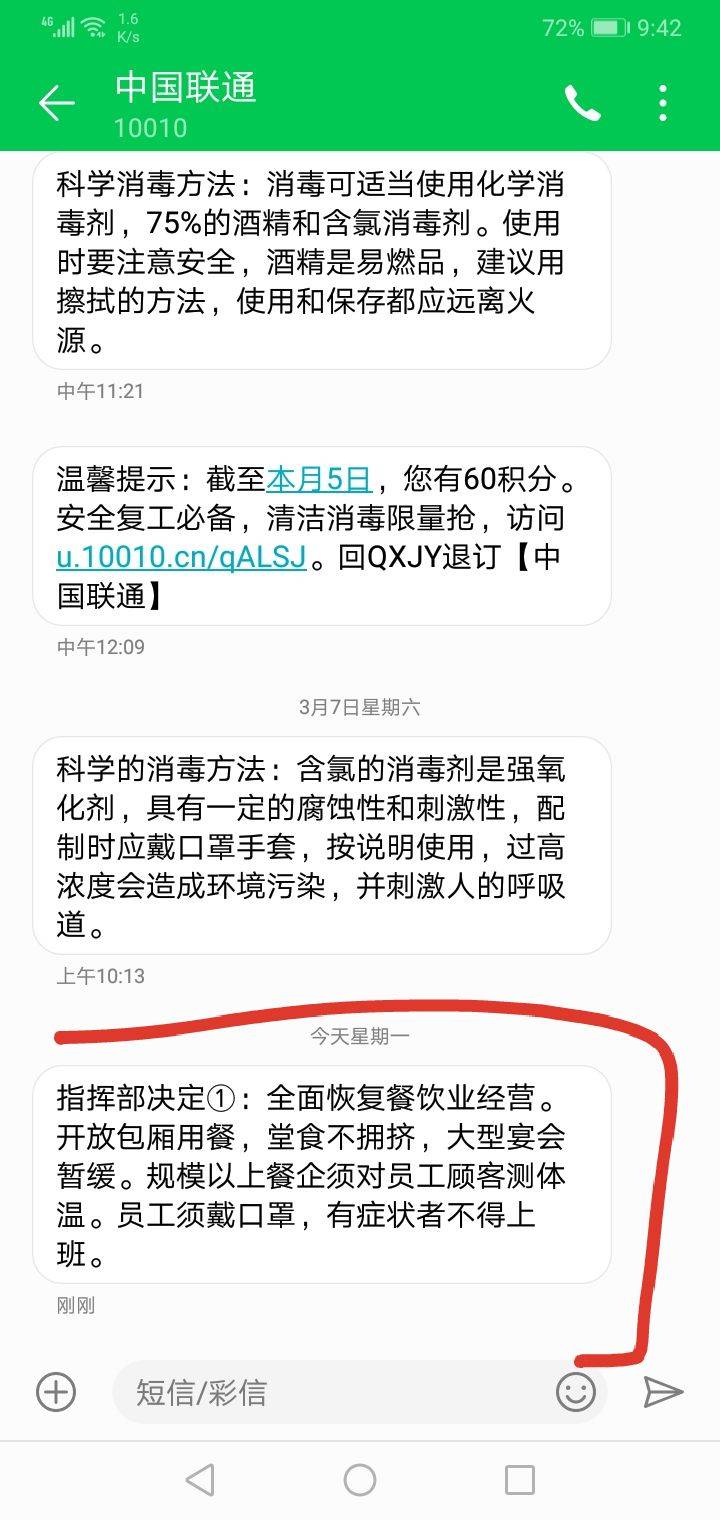 4G 1.6 K/s 72% 9:42
中国联通
10010
科学消毒方法：消毒可适当使用化学消
毒剂，75%的酒精和含氯消毒剂。使用
时要注意安全，酒精是易燃品，建议用
擦拭的方法，使用和保存都应远离火
源。
中午11:21
温馨提示：截至本月5日，您有60积分。
安全复工必备，清洁消毒限量抢，访问
u.10010.cn/qALSJ。回QXJY退订【中
国联通】
中午12:09
3月7日星期六
科学的消毒方法：含氯的消毒剂是强氧
化剂，具有一定的腐蚀性和刺激性，配
制时应戴口罩手套，按说明使用，过高
浓度会造成环境污染，并刺激人的呼吸
道。
上午10:13
今天星期一
指挥部决定①：全面恢复餐饮业经营。
开放包厢用餐，堂食不拥挤，大型宴会
暂缓。规模以上餐企须对员工顾客测体
温。员工须戴口罩，有症状者不得上
班。
刚刚
短信/彩信